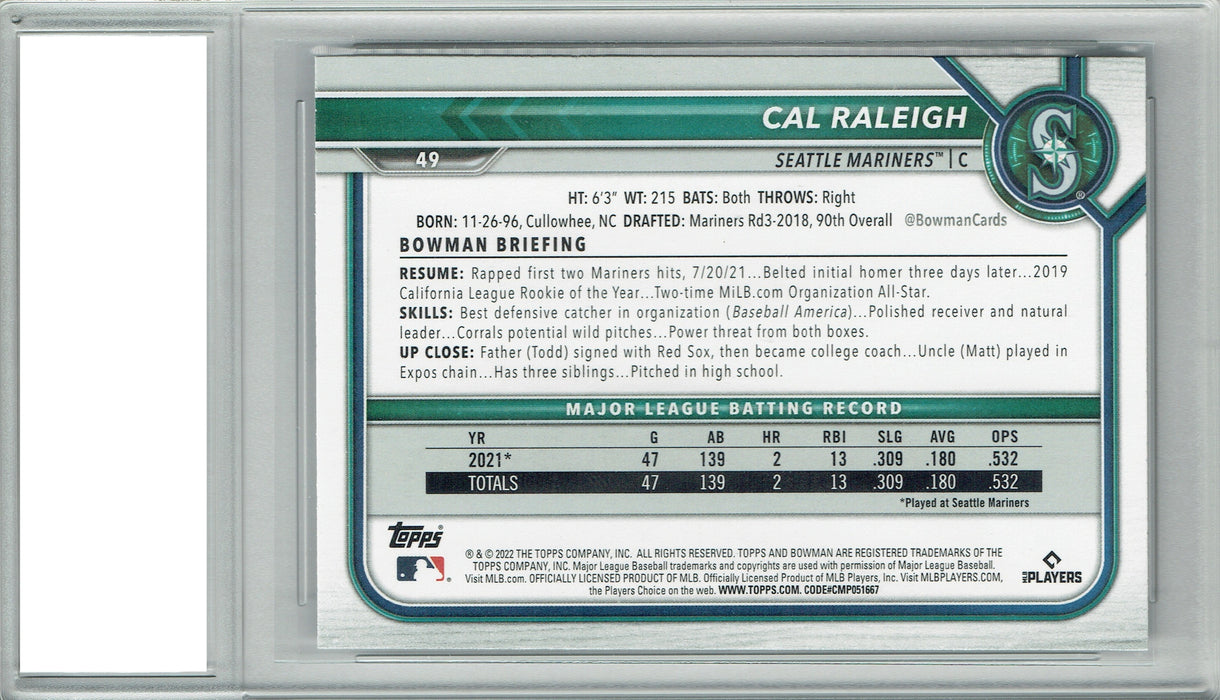 CAL RALEIGH
49
SEATTLE MARINERS™ | C
S
®
HT: 6'3" WT: 215 BATS: Both THROWS: Right
BORN: 11-26-96, Cullowhee, NC DRAFTED: Mariners Rd3-2018, 90th Overall @BowmanCards
BOWMAN BRIEFING
RESUME: Rapped first two Mariners hits, 7/20/21...Belted initial homer three days later...2019
California League Rookie of the Year...Two-time MiLB.com Organization All-Star.
SKILLS: Best defensive catcher in organization (Baseball America)...Polished receiver and natural
leader...Corrals potential wild pitches...Power threat from both boxes.
UP CLOSE: Father (Todd) signed with Red Sox, then became college coach...Uncle (Matt) played in
Expos chain...Has three siblings...Pitched in high school.
MAJOR LEAGUE BATTING RECORD
YR G AB HR RBI SLG AVG OPS
2021* 47 139 2 13 .309 .180 .532
TOTALS 47 139 2 13 .309 .180 .532
*Played at Seattle Mariners
Topps®
® & © 2022 THE TOPPS COMPANY, INC. ALL RIGHTS RESERVED. TOPPS AND BOWMAN ARE REGISTERED TRADEMARKS OF THE
TOPPS COMPANY, INC. Major League Baseball trademarks and copyrights are used with permission of Major League Baseball.
Visit MLB.com. OFFICIALLY LICENSED PRODUCT OF MLB. Officially Licensed Product of MLB Players, Inc. Visit MLBPLAYERS.COM,
the Players Choice on the web. WWW.TOPPS.COM. CODE#CMP051667
MLB PLAYERS